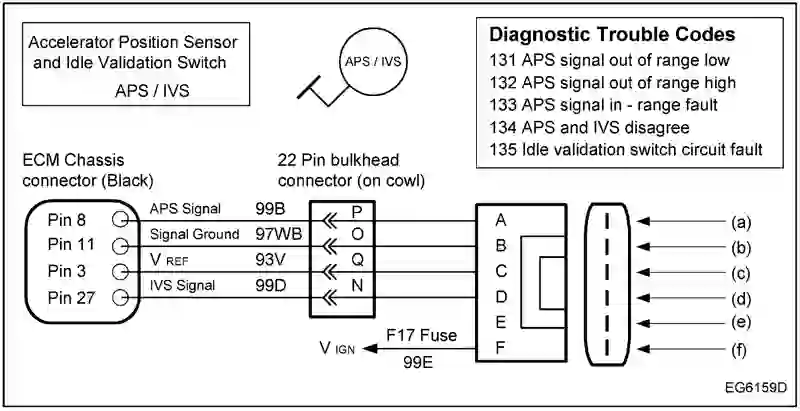 Accelerator Position Sensor
and Idle Validation Switch
APS / IVS
APS / IVS
Diagnostic Trouble Codes
131 APS signal out of range low
132 APS signal out of range high
133 APS signal in - range fault
134 APS and IVS disagree
135 Idle validation switch circuit fault
ECM Chassis
connector (Black)
22 Pin bulkhead
connector (on cowl)
Pin 8 APS Signal 99B P A (a)
Pin 11 Signal Ground 97WB O B (b)
Pin 3 V REF 93V Q C (c)
Pin 27 IVS Signal 99D N D (d)
E (e)
V IGN F17 Fuse 99E F (f)
EG6159D